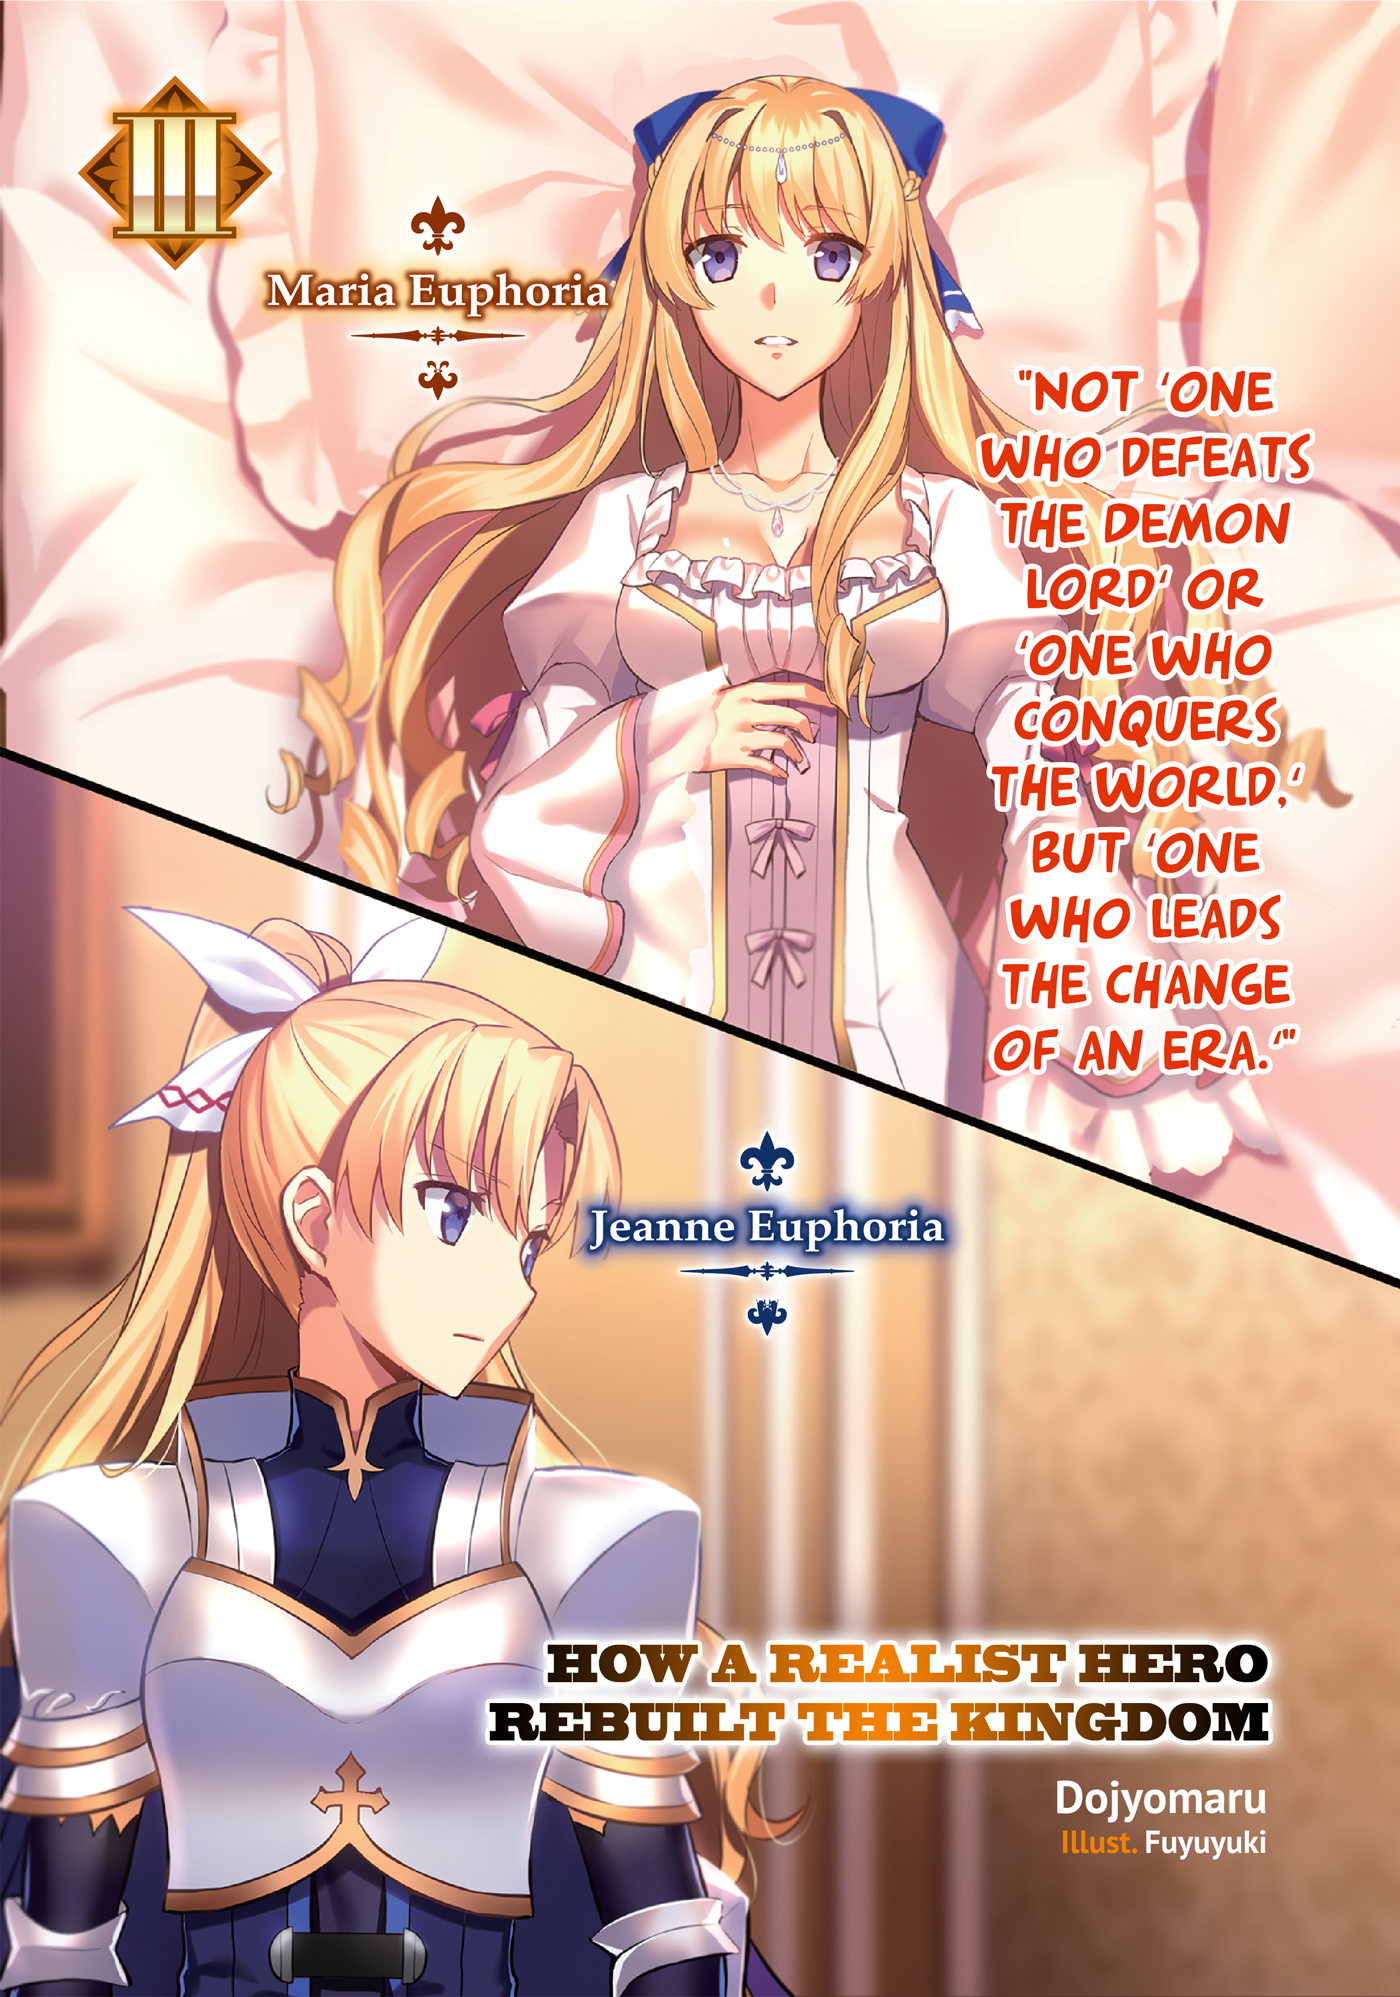 III
Maria Euphoria
"NOT 'ONE
WHO DEFEATS
THE DEMON
LORD' OR
'ONE WHO
CONQUERS
THE WORLD,'
BUT 'ONE
WHO LEADS
THE CHANGE
OF AN ERA.'"
Jeanne Euphoria
HOW A REALIST HERO
REBUILT THE KINGDOM
Dojyomaru
Illust. Fuyuyuki